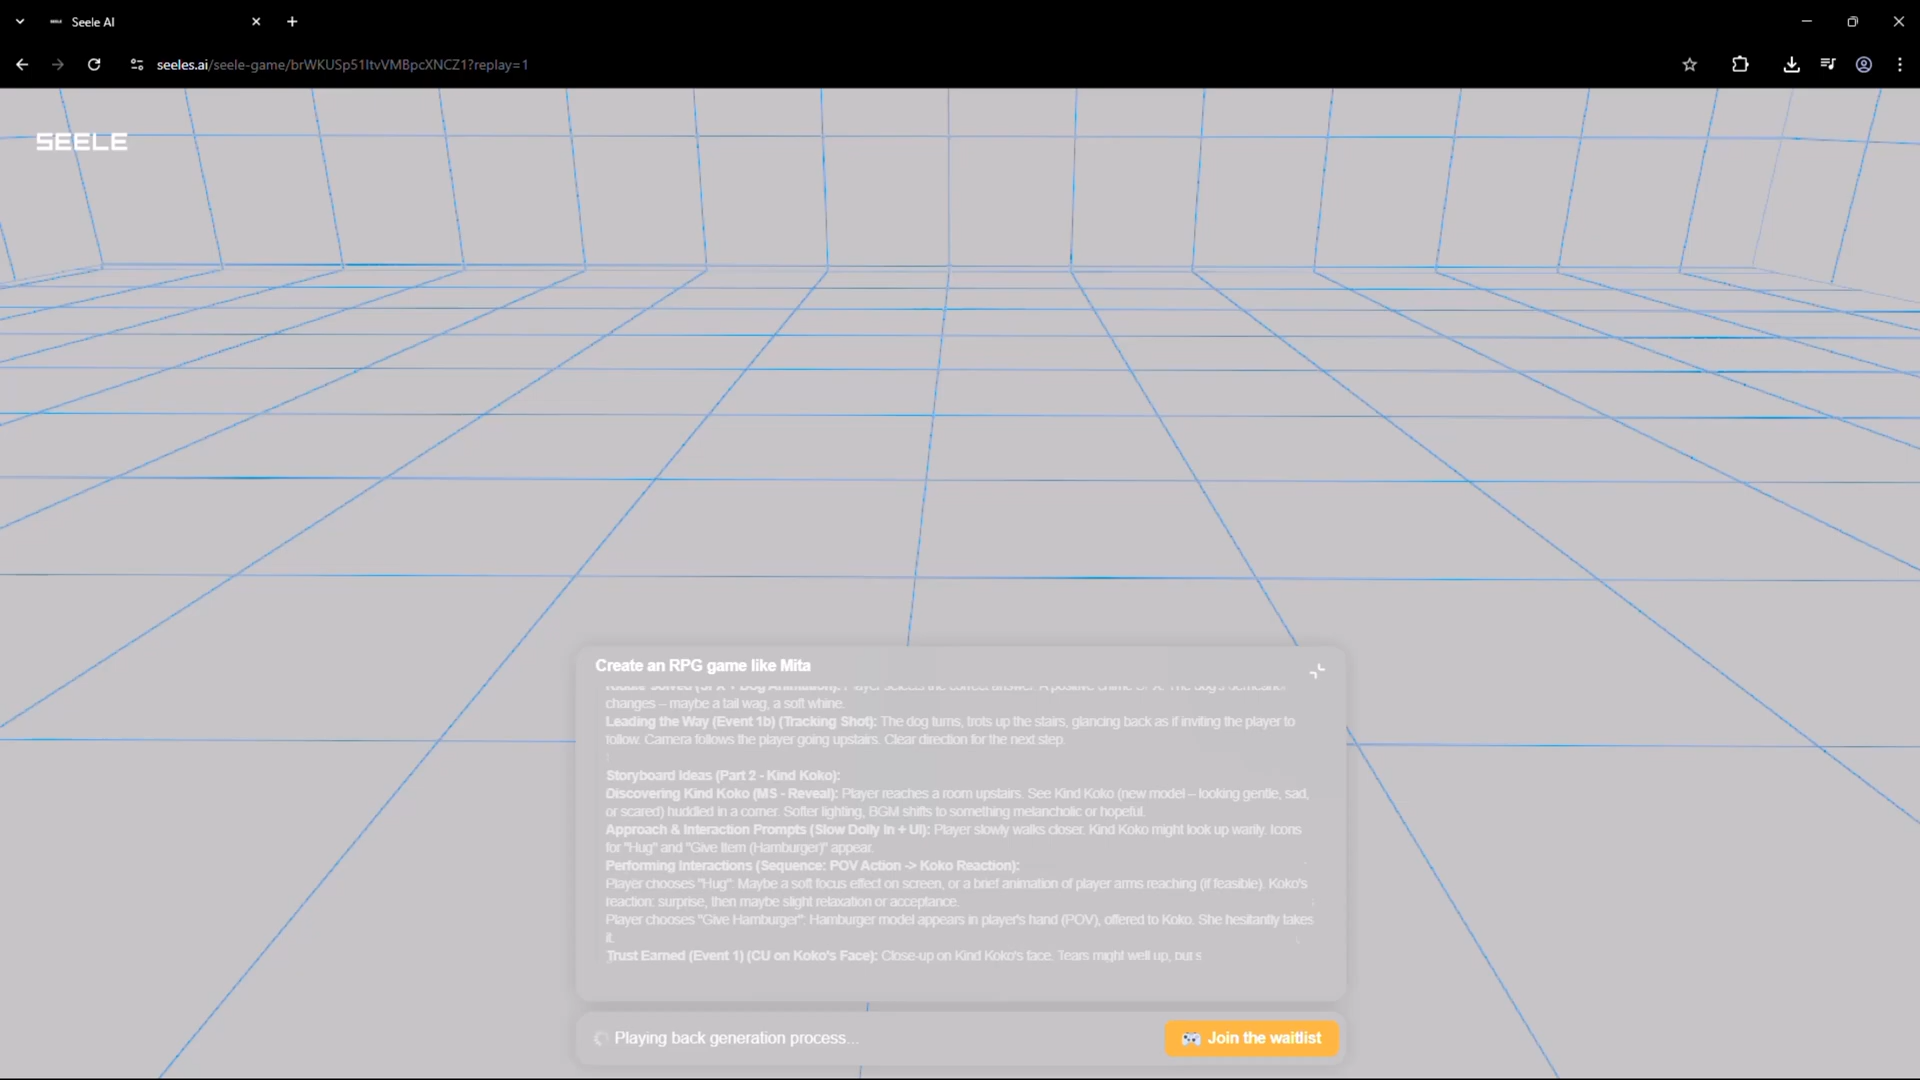 Seele AI
seeles.ai/seele-game/brWKUSp51ltvVMBpcXNCZ1?replay=1
SEELE
Create an RPG game like Mita
changes – maybe a tail wag, a soft whine.
Leading the Way (Event 1b) (Tracking Shot): The dog turns, trots up the stairs, glancing back as if inviting the player to
follow. Camera follows the player going upstairs. Clear direction for the next step.
Storyboard Ideas (Part 2 - Kind Koko):
Discovering Kind Koko (MS - Reveal): Player reaches a room upstairs. See Kind Koko (new model – looking gentle, sad,
or scared) huddled in a corner. Softer lighting, BGM shifts to something melancholic or hopeful.
Approach & Interaction Prompts (Slow Dolly In + UI): Player slowly walks closer. Kind Koko might look up warily. Icons
for "Hug" and "Give Item (Hamburger)" appear.
Performing Interactions (Sequence: POV Action -> Koko Reaction):
Player chooses "Hug": Maybe a soft focus effect on screen, or a brief animation of player arms reaching (if feasible). Koko's
reaction: surprise, then maybe slight relaxation or acceptance.
Player chooses "Give Hamburger": Hamburger model appears in player's hand (POV), offered to Koko. She hesitantly takes
it.
Trust Earned (Event 1) (CU on Koko's Face): Close-up on Kind Koko's face. Tears might well up, but s
Playing back generation process...
Join the waitlist